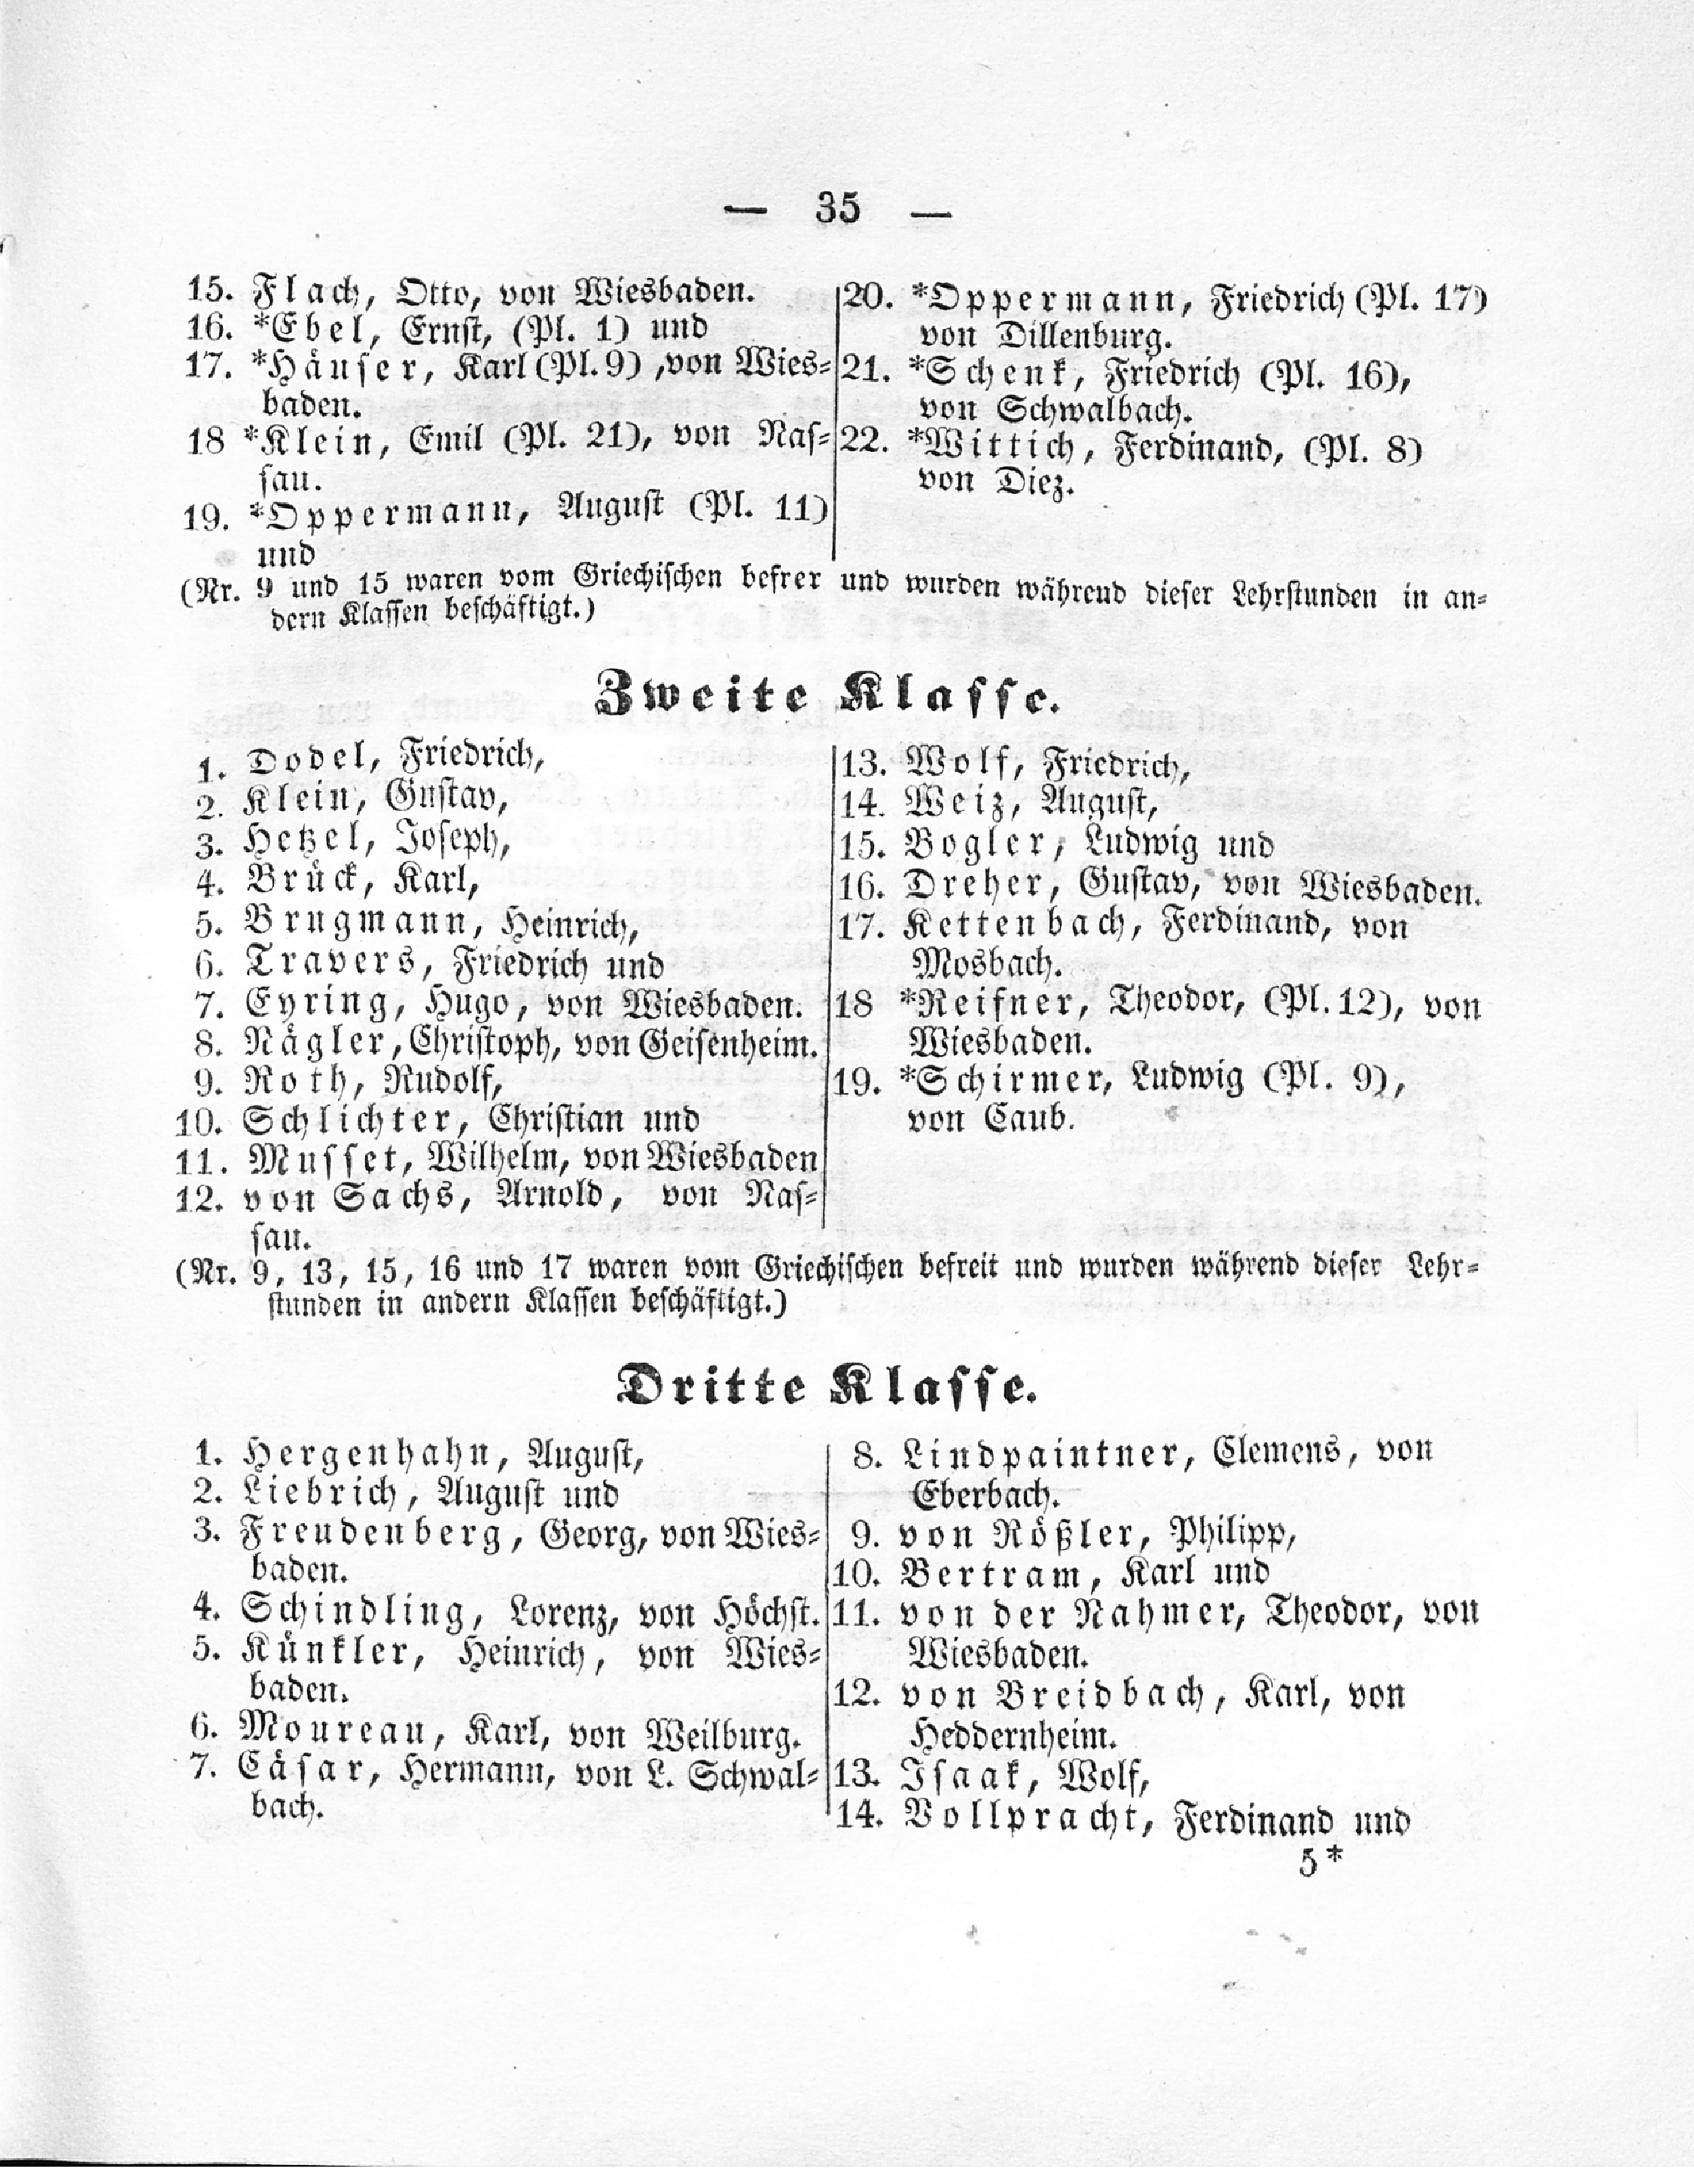 — 35 —
15. Flach, Otto, von Wiesbaden.
16. *Ebel, Ernst, (Pl. 1) und
17. *Häuser, Karl (Pl. 9) ,von Wies-
baden.
18 *Klein, Emil (Pl. 21), von Nas-
sau.
19. *Oppermann, August (Pl. 11)
und
20. *Oppermann, Friedrich (Pl. 17)
von Dillenburg.
21. *Schenk, Friedrich (Pl. 16),
von Schwalbach.
22. *Wittich, Ferdinand, (Pl. 8)
von Diez.
(Nr. 9 und 15 waren vom Griechischen befrer und wurden während dieser Lehrstunden in an-
dern Klassen beschäftigt.)
Zweite Klasse.
1. Dodel, Friedrich,
2. Klein, Gustav,
3. Hetzel, Joseph,
4. Brück, Karl,
5. Brugmann, Heinrich,
6. Travers, Friedrich und
7. Eyring, Hugo, von Wiesbaden.
8. Nägler, Christoph, von Geisenheim.
9. Roth, Rudolf,
10. Schlichter, Christian und
11. Musset, Wilhelm, von Wiesbaden
12. von Sachs, Arnold, von Nas-
sau.
13. Wolf, Friedrich,
14. Weiz, August,
15. Bogler, Ludwig und
16. Dreher, Gustav, von Wiesbaden.
17. Kettenbach, Ferdinand, von
Mosbach.
18 *Reifner, Theodor, (Pl. 12), von
Wiesbaden.
19. *Schirmer, Ludwig (Pl. 9),
von Caub.
(Nr. 9, 13, 15, 16 und 17 waren vom Griechischen befreit und wurden während dieser Lehr-
stunden in andern Klassen beschäftigt.)
Dritte Klasse.
1. Hergenhahn, August,
2. Liebrich, August und
3. Freudenberg, Georg, von Wies-
baden.
4. Schindling, Lorenz, von Höchst.
5. Künkler, Heinrich, von Wies-
baden.
6. Moureau, Karl, von Weilburg.
7. Cäsar, Hermann, von L. Schwal-
bach.
8. Lindpaintner, Clemens, von
Eberbach.
9. von Rößler, Philipp,
10. Bertram, Karl und
11. von der Nahmer, Theodor, von
Wiesbaden.
12. von Breidbach, Karl, von
Heddernheim.
13. Isaak, Wolf,
14. Vollpracht, Ferdinand und
5*